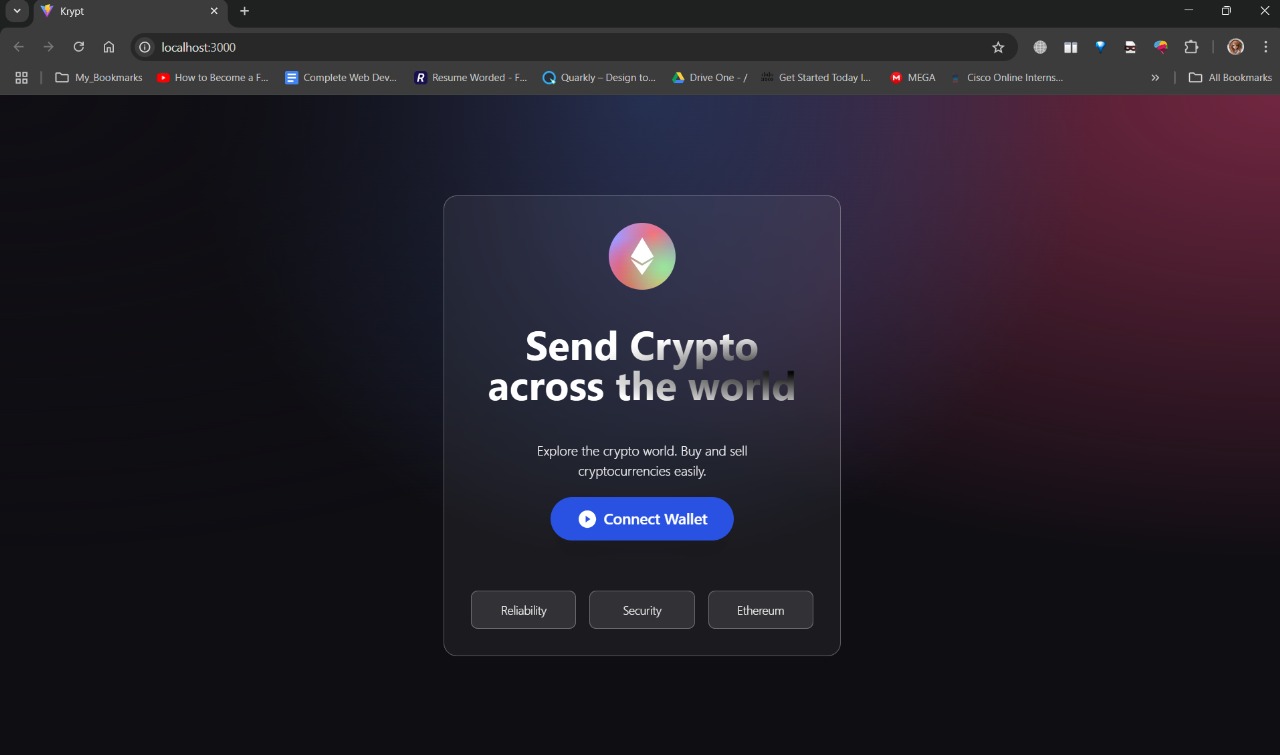 Krypt
localhost:3000
My_Bookmarks How to Become a F... Complete Web Dev... Resume Worded - F... Quarkly – Design to... Drive One - / Get Started Today I... MEGA Cisco Online Interns... » All Bookmarks
Send Crypto
across the world
Explore the crypto world. Buy and sell
cryptocurrencies easily.
Connect Wallet
Reliability Security Ethereum